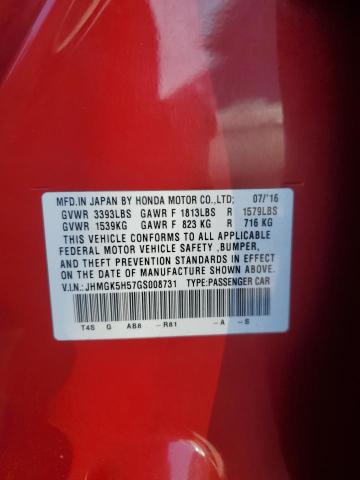 MFD.IN JAPAN BY HONDA MOTOR CO.,LTD; 07/'16
GVWR 3393LBS GAWR F 1813LBS R 1579LBS
GVWR 1539KG GAWR F 823 KG R 716 KG
THIS VEHICLE CONFORMS TO ALL APPLICABLE
FEDERAL MOTOR VEHICLE SAFETY ,BUMPER,
AND THEFT PREVENTION STANDARDS IN EFFECT
ON THE DATE OF MANUFACTURE SHOWN ABOVE.
V.I.N.: JHMGK5H57GS008731 TYPE:PASSENGER CAR
T4S G AB8 -R81 -A -S